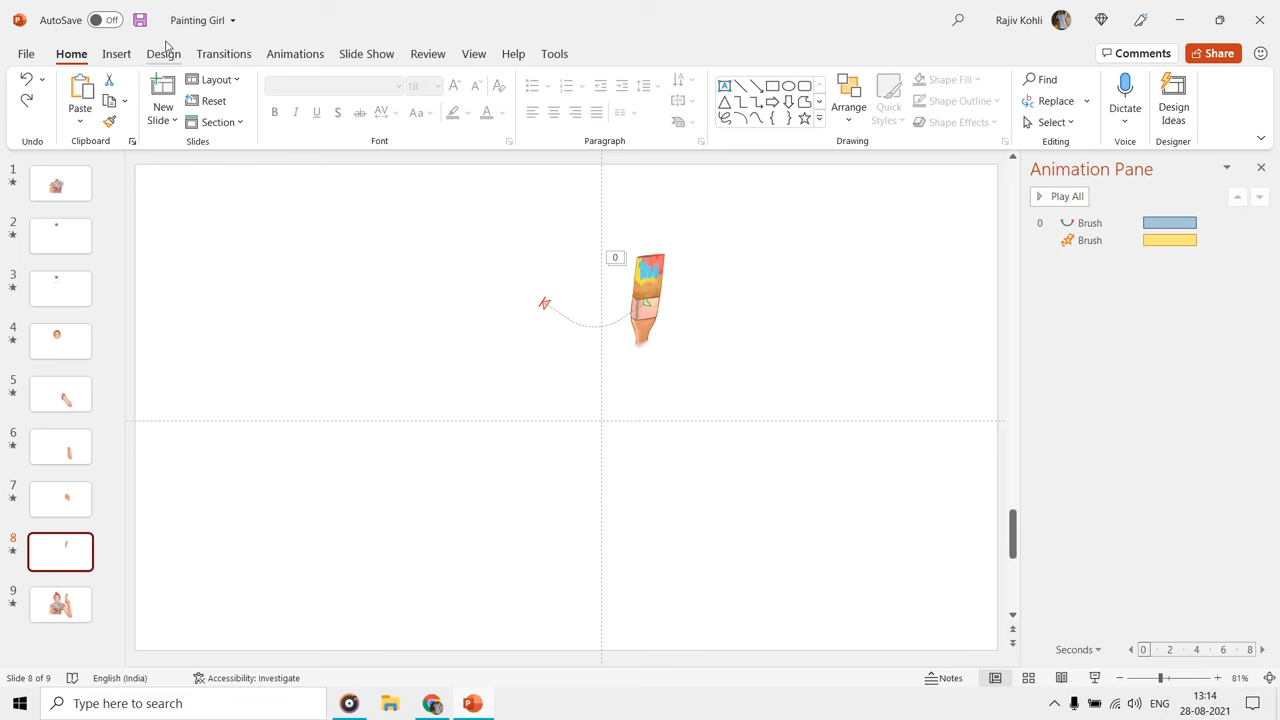 AutoSave Off Painting Girl Rajiv Kohli
File Home Insert Design Transitions Animations Slide Show Review View Help Tools Comments Share
Paste New Slide Layout Reset Section 18 B I U S ab AV Aa A Arrange Quick Styles Shape Fill Shape Outline Shape Effects Find Replace Select Dictate Design Ideas
Undo Clipboard Slides Font Paragraph Drawing Editing Voice Designer
1
2
3
4
5
6
7
8
9
0
Animation Pane
Play All
0 Brush
Brush
Seconds 0 2 4 6 8
Slide 8 of 9 English (India) Accessibility: Investigate Notes 81%
Type here to search ENG 13:14
28-08-2021